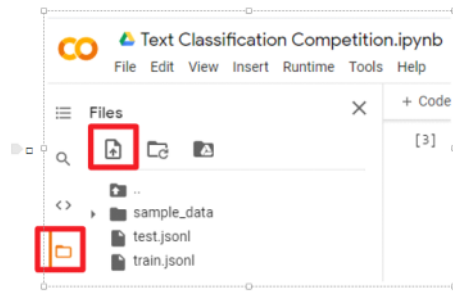 Text Classification Competition.ipynb
File Edit View Insert Runtime Tools Help
Files
+ Code
[3]
..
sample_data
test.jsonl
train.jsonl